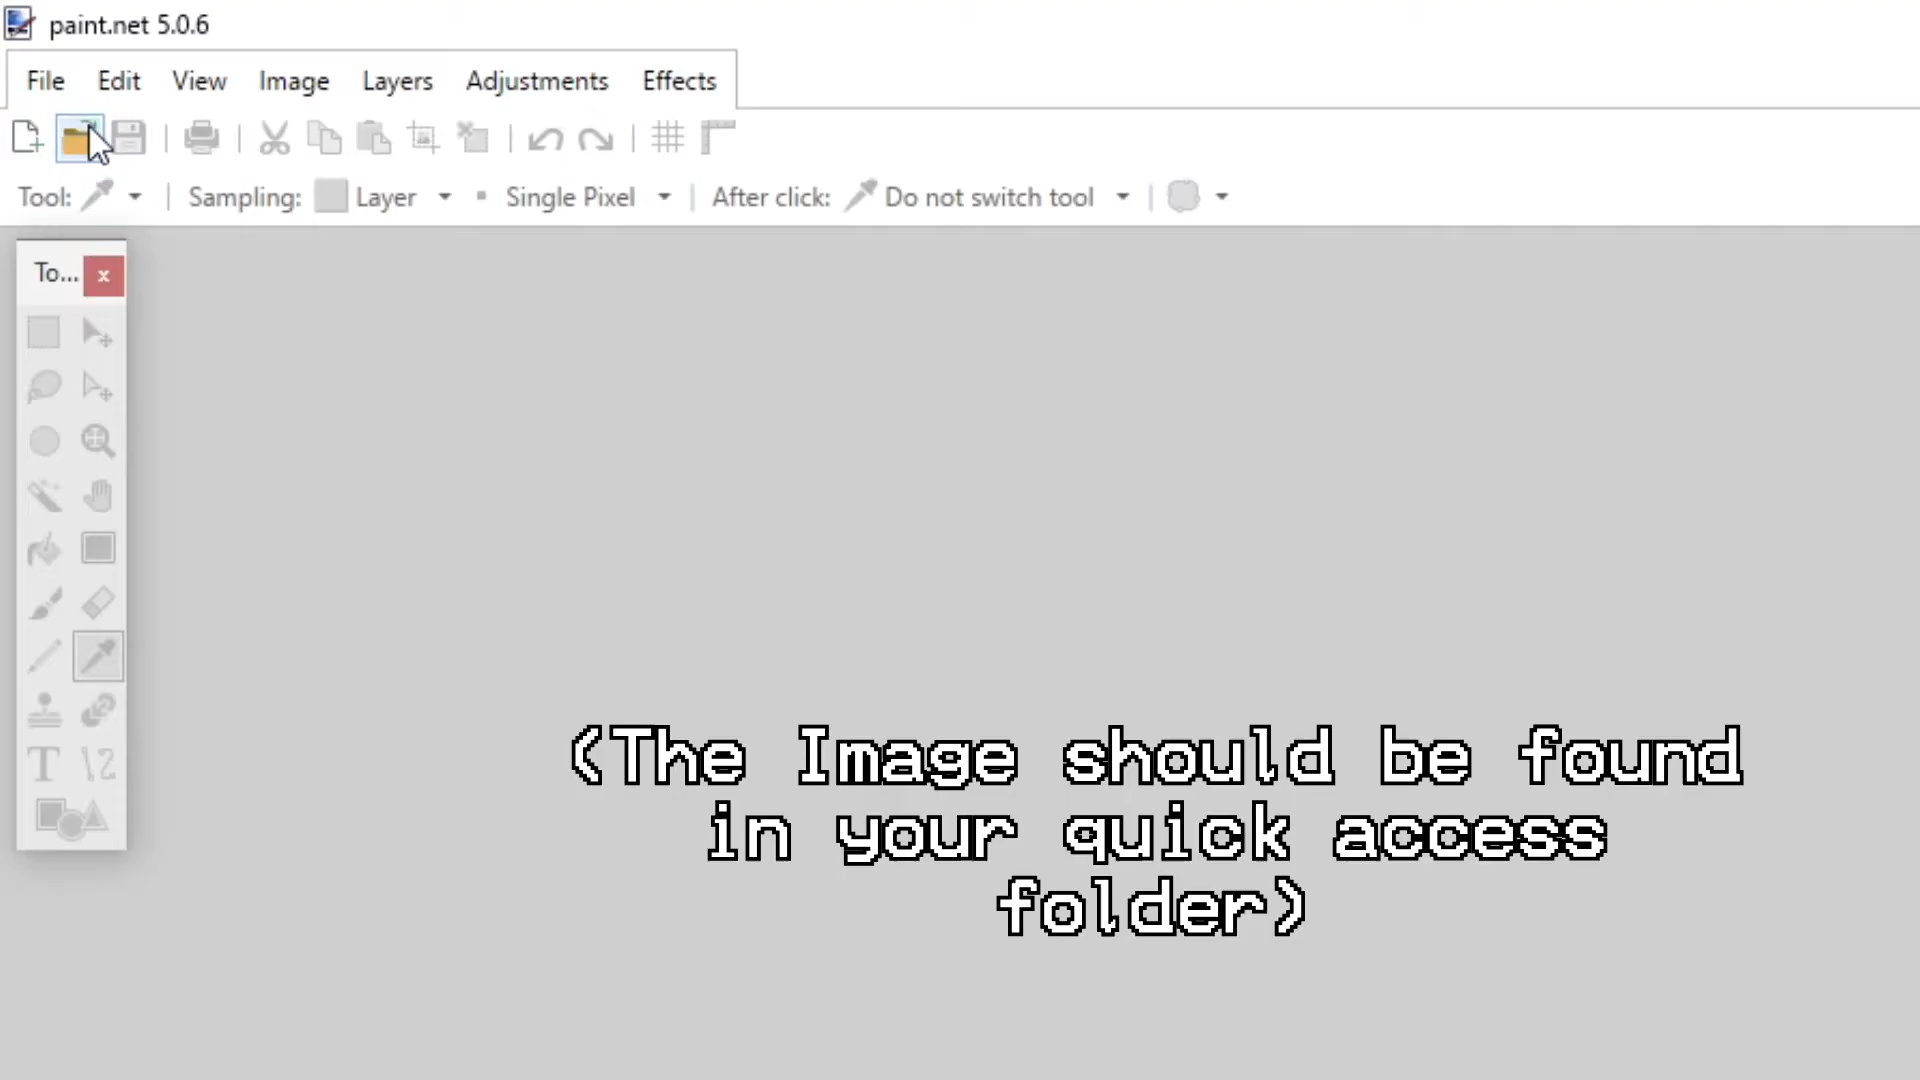 paint.net 5.0.6
File Edit View Image Layers Adjustments Effects
Tool: Sampling: Layer Single Pixel After click: Do not switch tool
To... x
(The Image should be found
in your quick access
folder)